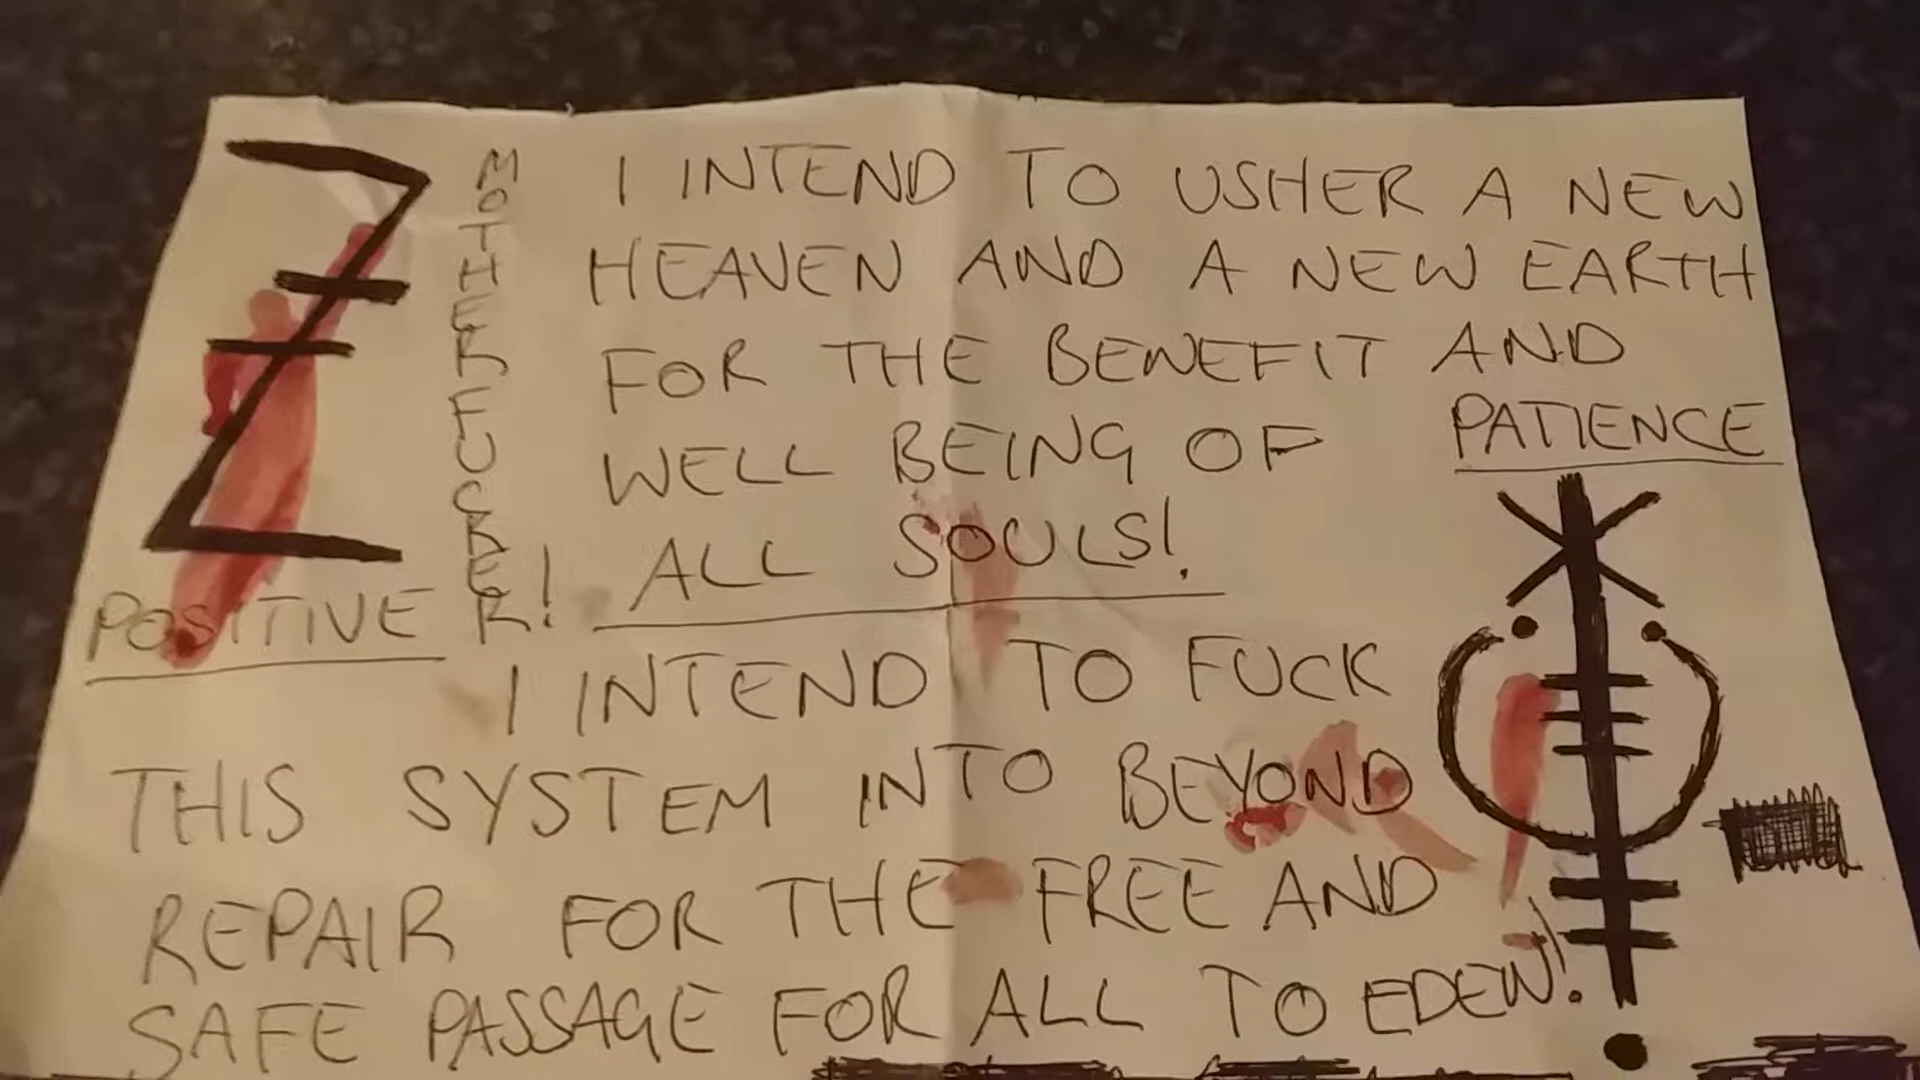 MOTHERFUCKER!
I INTEND TO USHER A NEW
HEAVEN AND A NEW EARTH
FOR THE BENEFIT AND
WELL BEING OF
ALL SOULS!
PATIENCE
POSITIVE
I INTEND TO FUCK
THIS SYSTEM INTO BEYOND
REPAIR FOR THE FREE AND
SAFE PASSAGE FOR ALL TO EDEN!